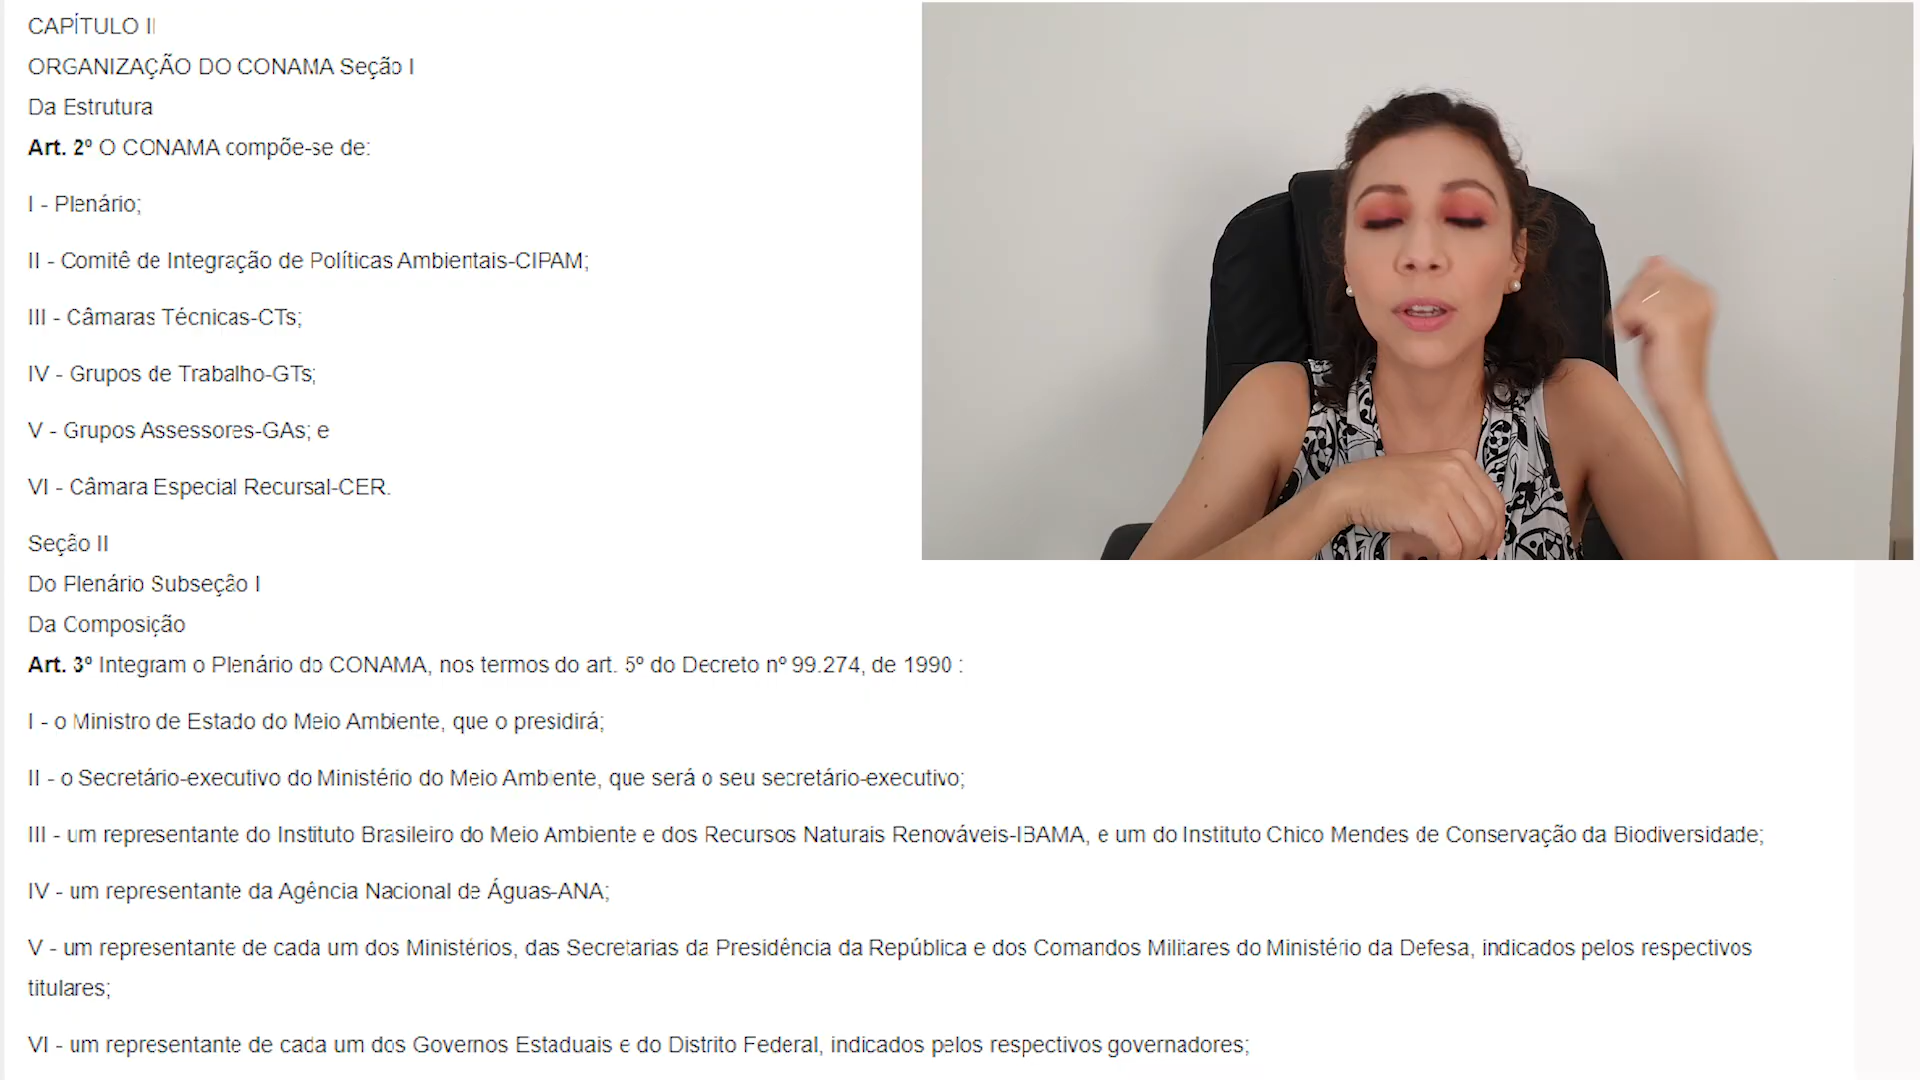 CAPÍTULO II
ORGANIZAÇÃO DO CONAMA Seção I
Da Estrutura
Art. 2º O CONAMA compõe-se de:
I - Plenário;
II - Comitê de Integração de Políticas Ambientais-CIPAM;
III - Câmaras Técnicas-CTs;
IV - Grupos de Trabalho-GTs;
V - Grupos Assessores-GAs; e
VI - Câmara Especial Recursal-CER.
Seção II
Do Plenário Subseção I
Da Composição
Art. 3º Integram o Plenário do CONAMA, nos termos do art. 5º do Decreto nº 99.274, de 1990 :
I - o Ministro de Estado do Meio Ambiente, que o presidirá;
II - o Secretário-executivo do Ministério do Meio Ambiente, que será o seu secretário-executivo;
III - um representante do Instituto Brasileiro do Meio Ambiente e dos Recursos Naturais Renováveis-IBAMA, e um do Instituto Chico Mendes de Conservação da Biodiversidade;
IV - um representante da Agência Nacional de Águas-ANA;
V - um representante de cada um dos Ministérios, das Secretarias da Presidência da República e dos Comandos Militares do Ministério da Defesa, indicados pelos respectivos
titulares;
VI - um representante de cada um dos Governos Estaduais e do Distrito Federal, indicados pelos respectivos governadores;